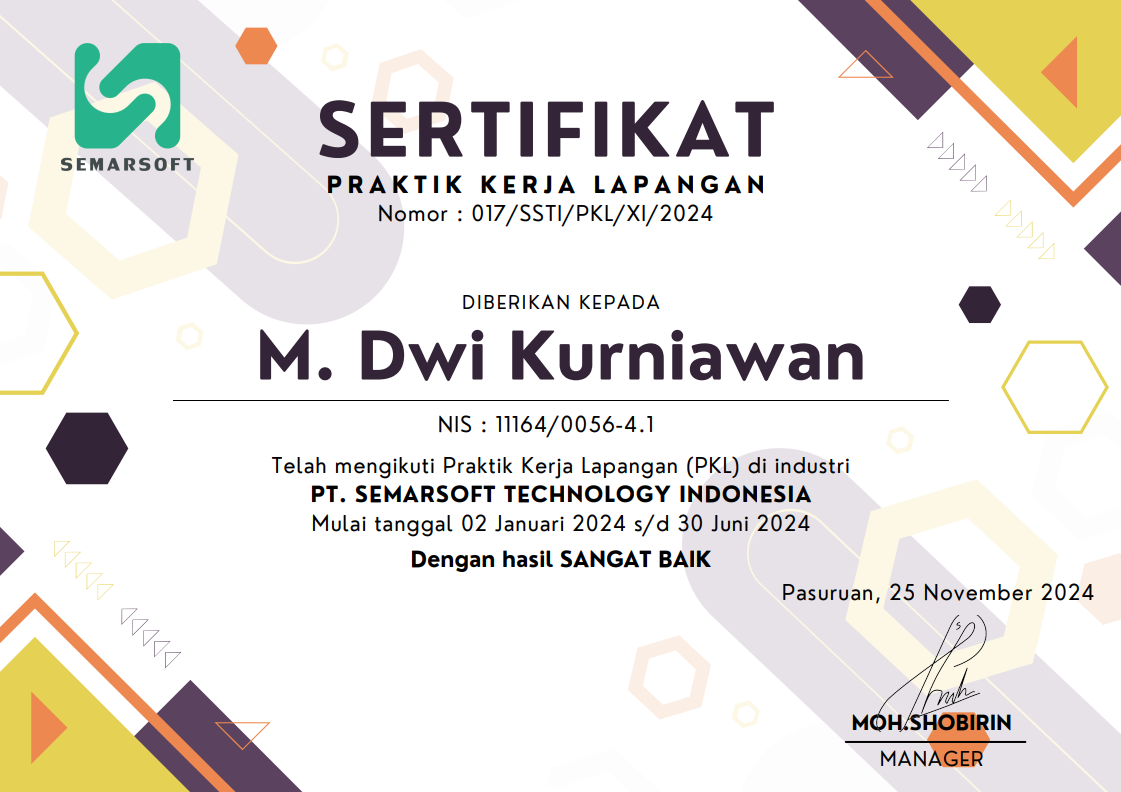 SEMARSOFT
SERTIFIKAT
PRAKTIK KERJA LAPANGAN
Nomor : 017/SSTI/PKL/XI/2024
DIBERIKAN KEPADA
M. Dwi Kurniawan
NIS : 11164/0056-4.1
Telah mengikuti Praktik Kerja Lapangan (PKL) di industri
PT. SEMARSOFT TECHNOLOGY INDONESIA
Mulai tanggal 02 Januari 2024 s/d 30 Juni 2024
Dengan hasil SANGAT BAIK
Pasuruan, 25 November 2024
MOH.SHOBIRIN
MANAGER